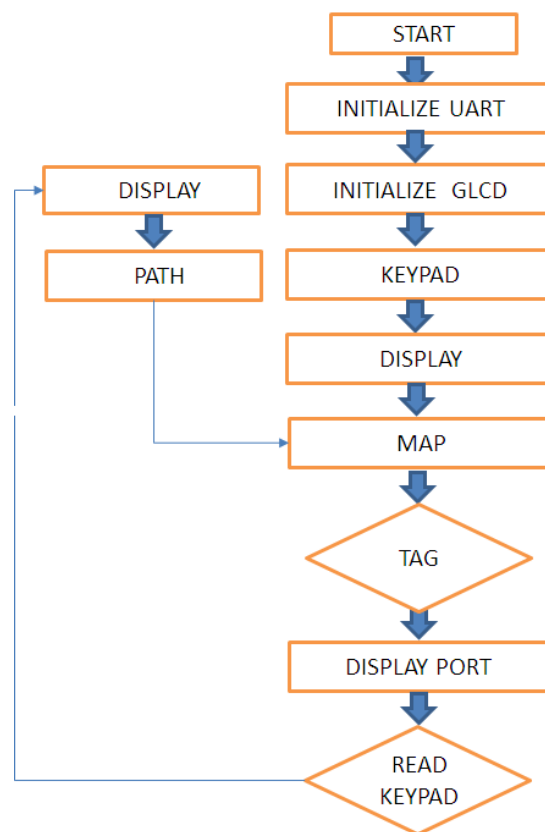 START
INITIALIZE UART
INITIALIZE GLCD
KEYPAD
DISPLAY
MAP
TAG
DISPLAY PORT
READ
KEYPAD
DISPLAY
PATH